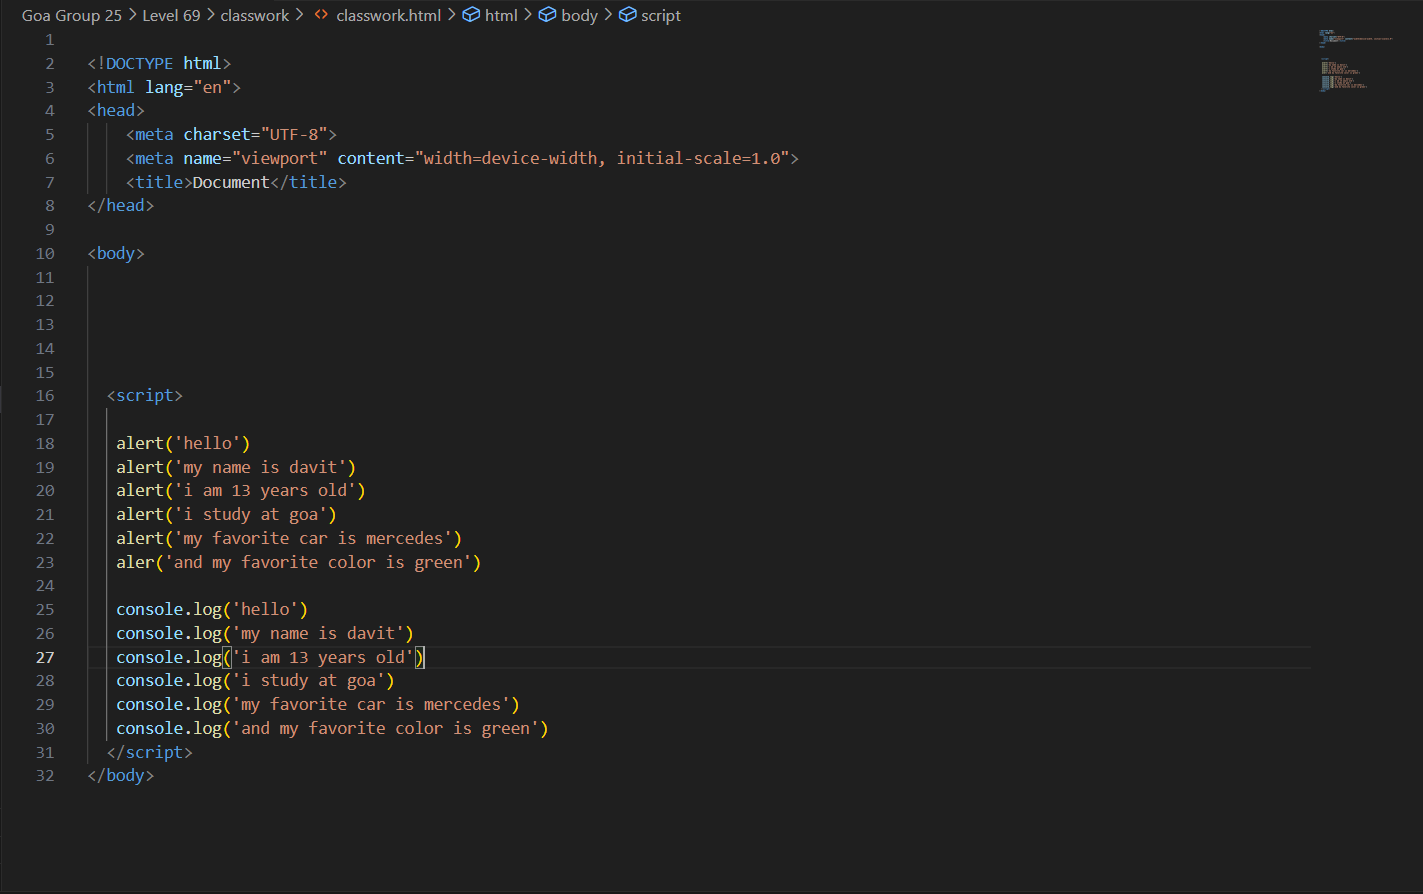 Goa Group 25 > Level 69 > classwork > <> classwork.html > html > body > script
1
2 <!DOCTYPE html>
3 <html lang="en">
4 <head>
5 <meta charset="UTF-8">
6 <meta name="viewport" content="width=device-width, initial-scale=1.0">
7 <title>Document</title>
8 </head>
9
10 <body>
11
12
13
14
15
16 <script>
17
18 alert('hello')
19 alert('my name is davit')
20 alert('i am 13 years old')
21 alert('i study at goa')
22 alert('my favorite car is mercedes')
23 aler('and my favorite color is green')
24
25 console.log('hello')
26 console.log('my name is davit')
27 console.log('i am 13 years old')
28 console.log('i study at goa')
29 console.log('my favorite car is mercedes')
30 console.log('and my favorite color is green')
31 </script>
32 </body>